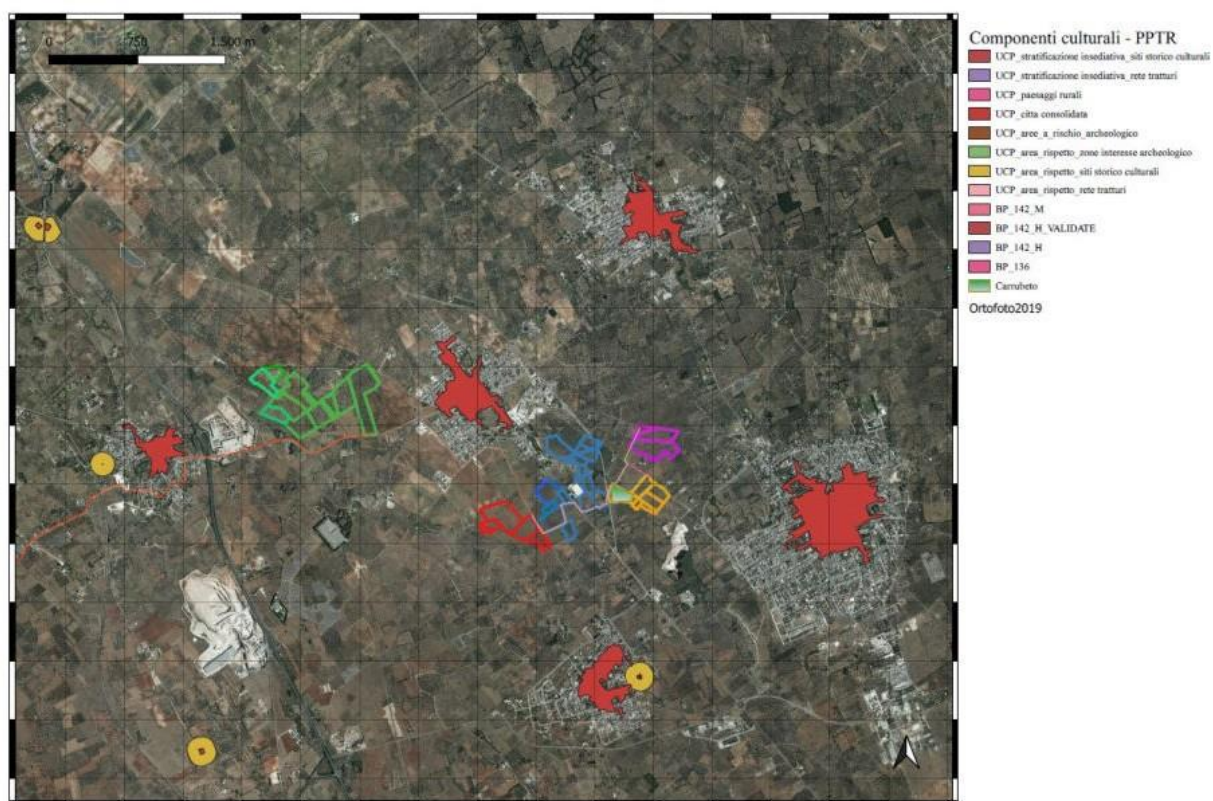 0 750 1.500 m
Componenti culturali - PPTR
UCP_stratificazione insediativa_siti storico culturali
UCP_stratificazione insediativa_rete tratturi
UCP_paesaggi rurali
UCP_citta consolidata
UCP_aree_a_rischio_archeologico
UCP_area_rispetto_zone interesse archeologico
UCP_area_rispetto_siti storico culturali
UCP_area_rispetto_rete tratturi
BP_142_M
BP_142_H_VALIDATE
BP_142_H
BP_136
Carrubeto
Ortofoto2019